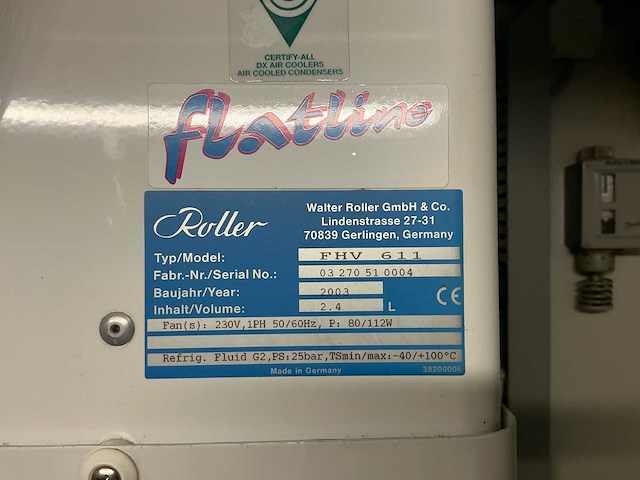 CERTIFY-ALL
DX AIR COOLERS
AIR COOLED CONDENSERS
flatline
Roller
Walter Roller GmbH & Co.
Lindenstrasse 27-31
70839 Gerlingen, Germany
Typ/Model: FHV 611
Fabr.-Nr./Serial No.: 03 270 51 0004
Baujahr/Year: 2003
Inhalt/Volume: 2.4 L
CE
Fan(s): 230V,1PH 50/60Hz, P: 80/112W
Refrig. Fluid G2,PS:25bar,TSmin/max:-40/+100°C
Made in Germany 38200006